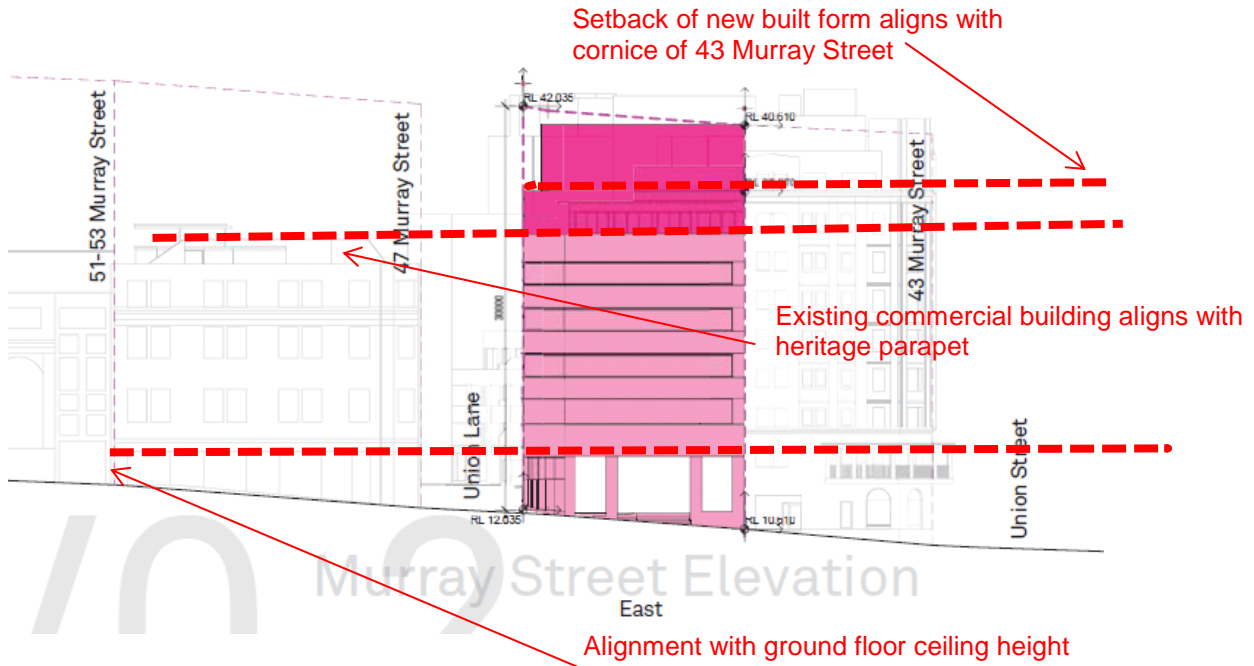 Setback of new built form aligns with
cornice of 43 Murray Street
RL 42.035
RL 40.610
51-53 Murray Street
47 Murray Street
43 Murray Street
30000
Existing commercial building aligns with
heritage parapet
Union Lane
Union Street
RL 12.035
RL 10.610
Murray Street Elevation
East
Alignment with ground floor ceiling height